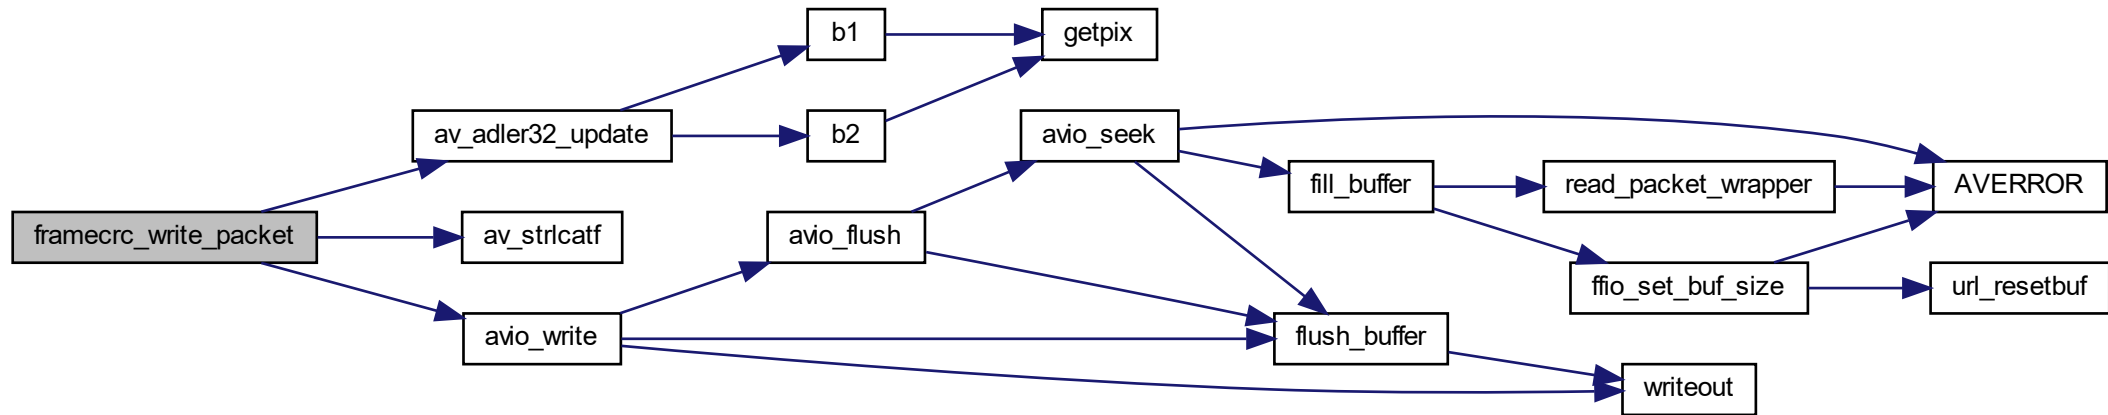 b1
getpix
av_adler32_update
b2
avio_seek
fill_buffer
read_packet_wrapper
AVERROR
framecrc_write_packet
av_strlcatf
avio_flush
ffio_set_buf_size
url_resetbuf
avio_write
flush_buffer
writeout